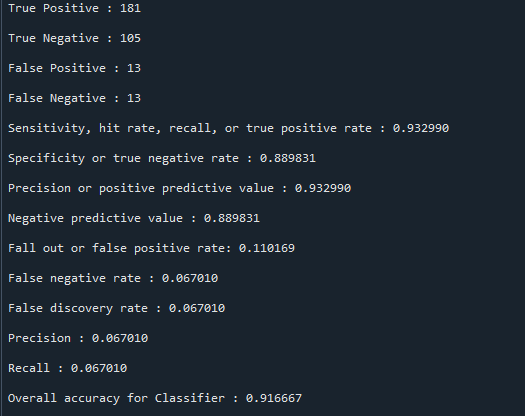 True Positive : 181
True Negative : 105
False Positive : 13
False Negative : 13
Sensitivity, hit rate, recall, or true positive rate : 0.932990
Specificity or true negative rate : 0.889831
Precision or positive predictive value : 0.932990
Negative predictive value : 0.889831
Fall out or false positive rate: 0.110169
False negative rate : 0.067010
False discovery rate : 0.067010
Precision : 0.067010
Recall : 0.067010
Overall accuracy for Classifier : 0.916667